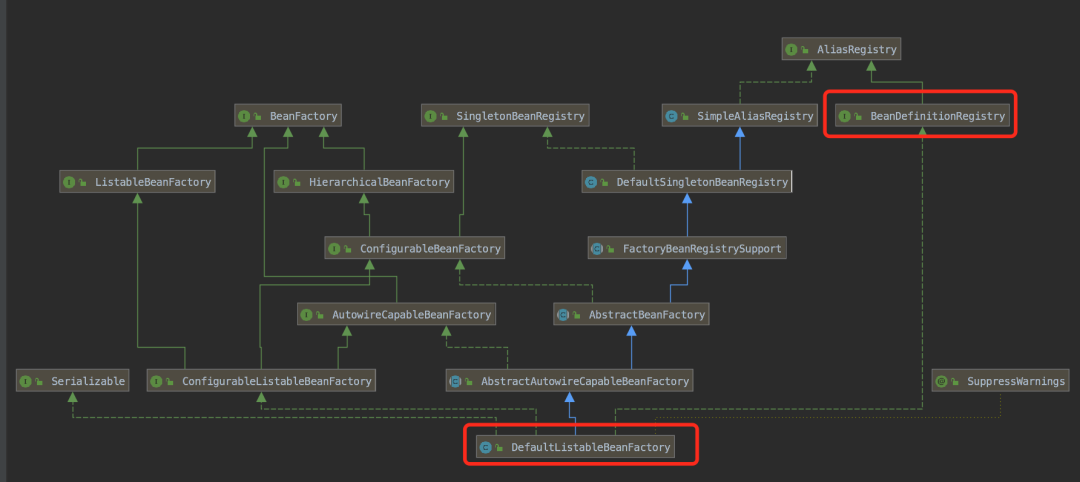 AliasRegistry
BeanFactory
SingletonBeanRegistry
SimpleAliasRegistry
BeanDefinitionRegistry
ListableBeanFactory
HierarchicalBeanFactory
DefaultSingletonBeanRegistry
ConfigurableBeanFactory
FactoryBeanRegistrySupport
AutowireCapableBeanFactory
AbstractBeanFactory
Serializable
ConfigurableListableBeanFactory
AbstractAutowireCapableBeanFactory
SuppressWarnings
DefaultListableBeanFactory